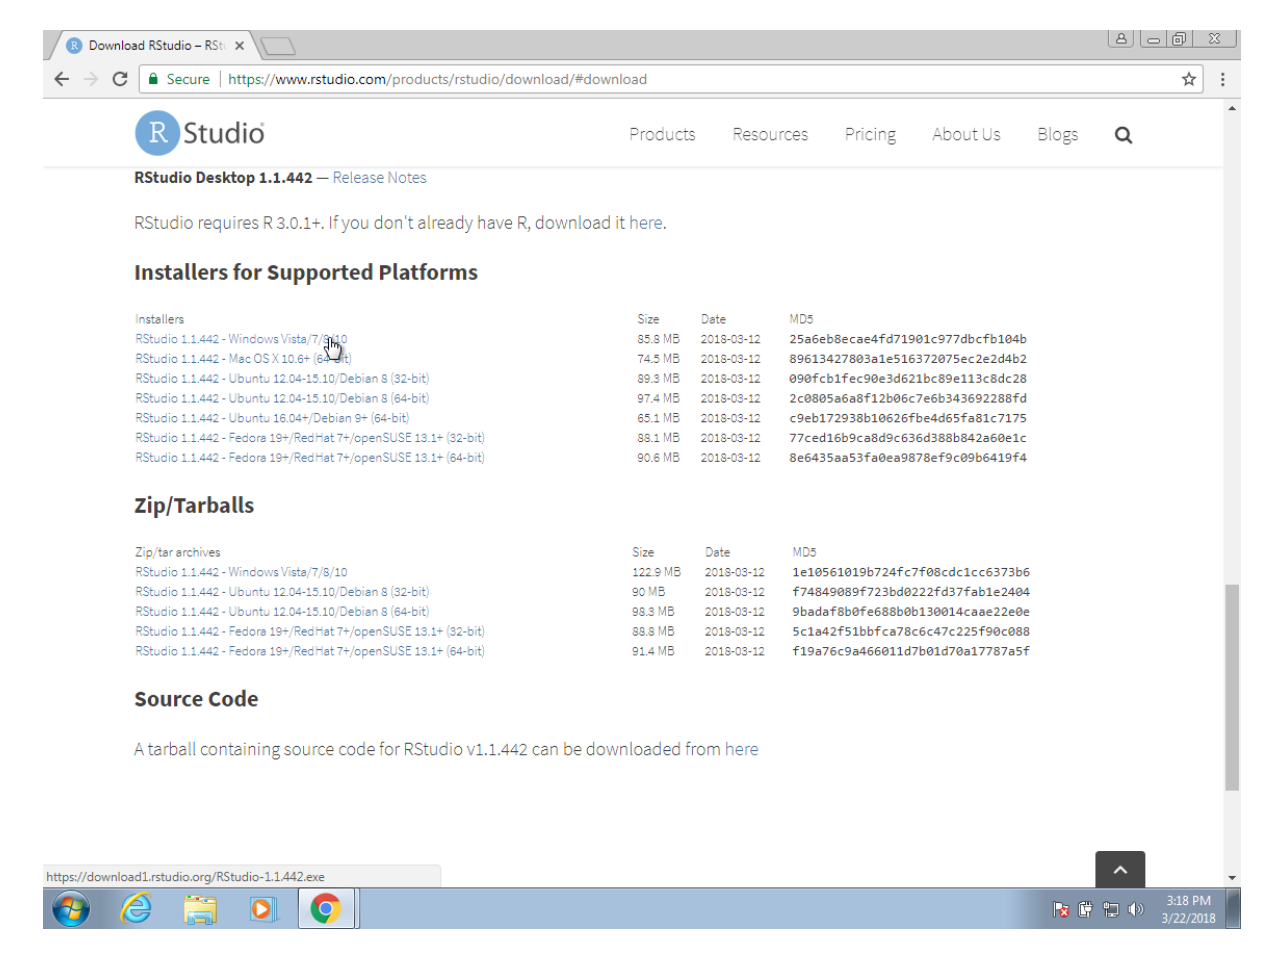 Download RStudio – RSt
Secure | https://www.rstudio.com/products/rstudio/download/#download
R Studio
Products Resources Pricing About Us Blogs
RStudio Desktop 1.1.442 — Release Notes
RStudio requires R 3.0.1+. If you don't already have R, download it here.
Installers for Supported Platforms
Installers Size Date MD5
RStudio 1.1.442 - Windows Vista/7/8/10 85.8 MB 2018-03-12 25a6eb8ecae4fd71901c977dbcfb104b
RStudio 1.1.442 - Mac OS X 10.6+ (64-bit) 74.5 MB 2018-03-12 89613427803a1e516372075ec2e2d4b2
RStudio 1.1.442 - Ubuntu 12.04-15.10/Debian 8 (32-bit) 89.3 MB 2018-03-12 090fcb1fec90e3d621bc89e113c8dc28
RStudio 1.1.442 - Ubuntu 12.04-15.10/Debian 8 (64-bit) 97.4 MB 2018-03-12 2c0805a6a8f12b06c7e6b343692288fd
RStudio 1.1.442 - Ubuntu 16.04+/Debian 9+ (64-bit) 65.1 MB 2018-03-12 c9eb172938b10626fbe4d65fa81c7175
RStudio 1.1.442 - Fedora 19+/RedHat 7+/openSUSE 13.1+ (32-bit) 88.1 MB 2018-03-12 77ced16b9ca8d9c636d388b842a60e1c
RStudio 1.1.442 - Fedora 19+/RedHat 7+/openSUSE 13.1+ (64-bit) 90.6 MB 2018-03-12 8e6435aa53fa0ea9878ef9c09b6419f4
Zip/Tarballs
Zip/tar archives Size Date MD5
RStudio 1.1.442 - Windows Vista/7/8/10 122.9 MB 2018-03-12 1e10561019b724fc7f08cdc1cc6373b6
RStudio 1.1.442 - Ubuntu 12.04-15.10/Debian 8 (32-bit) 90 MB 2018-03-12 f74849089f723bd0222fd37fab1e2404
RStudio 1.1.442 - Ubuntu 12.04-15.10/Debian 8 (64-bit) 98.3 MB 2018-03-12 9badaf8b0fe688b0b130014caae22e0e
RStudio 1.1.442 - Fedora 19+/RedHat 7+/openSUSE 13.1+ (32-bit) 88.8 MB 2018-03-12 5c1a42f51bbfca78c6c47c225f90c088
RStudio 1.1.442 - Fedora 19+/RedHat 7+/openSUSE 13.1+ (64-bit) 91.4 MB 2018-03-12 f19a76c9a466011d7b01d70a17787a5f
Source Code
A tarball containing source code for RStudio v1.1.442 can be downloaded from here
https://download1.rstudio.org/RStudio-1.1.442.exe
3:18 PM
3/22/2018